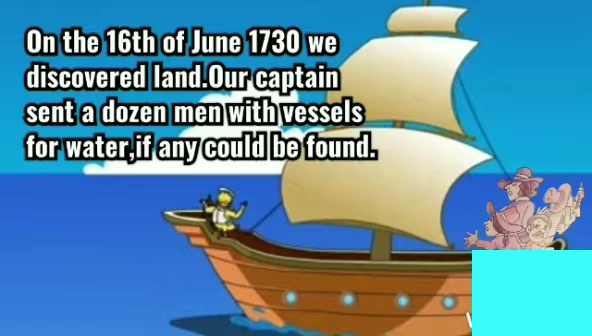 On the 16th of June 1730 we
discovered land.Our captain
sent a dozen men with vessels
for water,if any could be found.